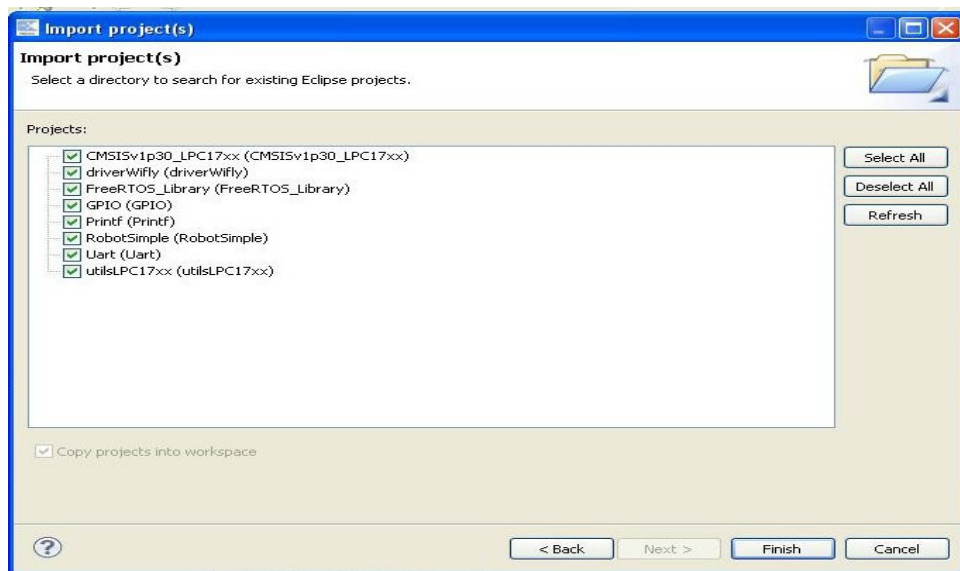 Import project(s)
Import project(s)
Select a directory to search for existing Eclipse projects.
Projects:
CMSISv1p30_LPC17xx (CMSISv1p30_LPC17xx)
driverWifly (driverWifly)
FreeRTOS_Library (FreeRTOS_Library)
GPIO (GPIO)
Printf (Printf)
RobotSimple (RobotSimple)
Uart (Uart)
utilsLPC17xx (utilsLPC17xx)
Select All
Deselect All
Refresh
Copy projects into workspace
?
< Back
Next >
Finish
Cancel